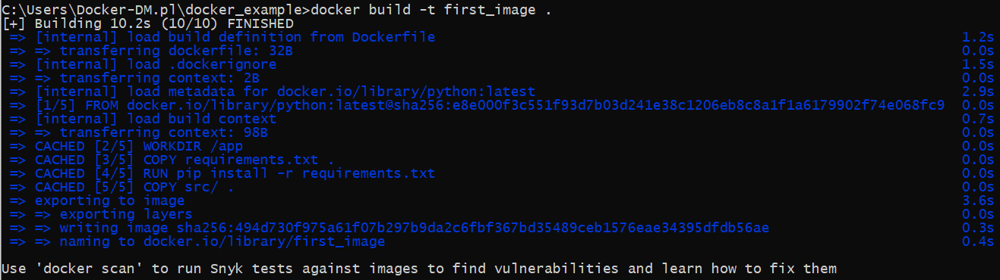 C:\Users\Docker-DM.pl\docker_example>docker build -t first_image .
[+] Building 10.2s (10/10) FINISHED
=> [internal] load build definition from Dockerfile 1.2s
=> => transferring dockerfile: 32B 0.0s
=> [internal] load .dockerignore 1.5s
=> => transferring context: 2B 0.0s
=> [internal] load metadata for docker.io/library/python:latest 2.9s
=> [1/5] FROM docker.io/library/python:latest@sha256:e8e000f3c551f93d7b03d241e38c1206eb8c8a1f1a6179902f74e068fc9 0.0s
=> [internal] load build context 0.7s
=> => transferring context: 98B 0.0s
=> CACHED [2/5] WORKDIR /app 0.0s
=> CACHED [3/5] COPY requirements.txt . 0.0s
=> CACHED [4/5] RUN pip install -r requirements.txt 0.0s
=> CACHED [5/5] COPY src/ . 0.0s
=> exporting to image 3.6s
=> => exporting layers 0.0s
=> => writing image sha256:494d730f975a61f07b297b9da2c6fbf367bd35489ceb1576eae34395dfdb56ae 0.3s
=> => naming to docker.io/library/first_image 0.4s
Use 'docker scan' to run Snyk tests against images to find vulnerabilities and learn how to fix them